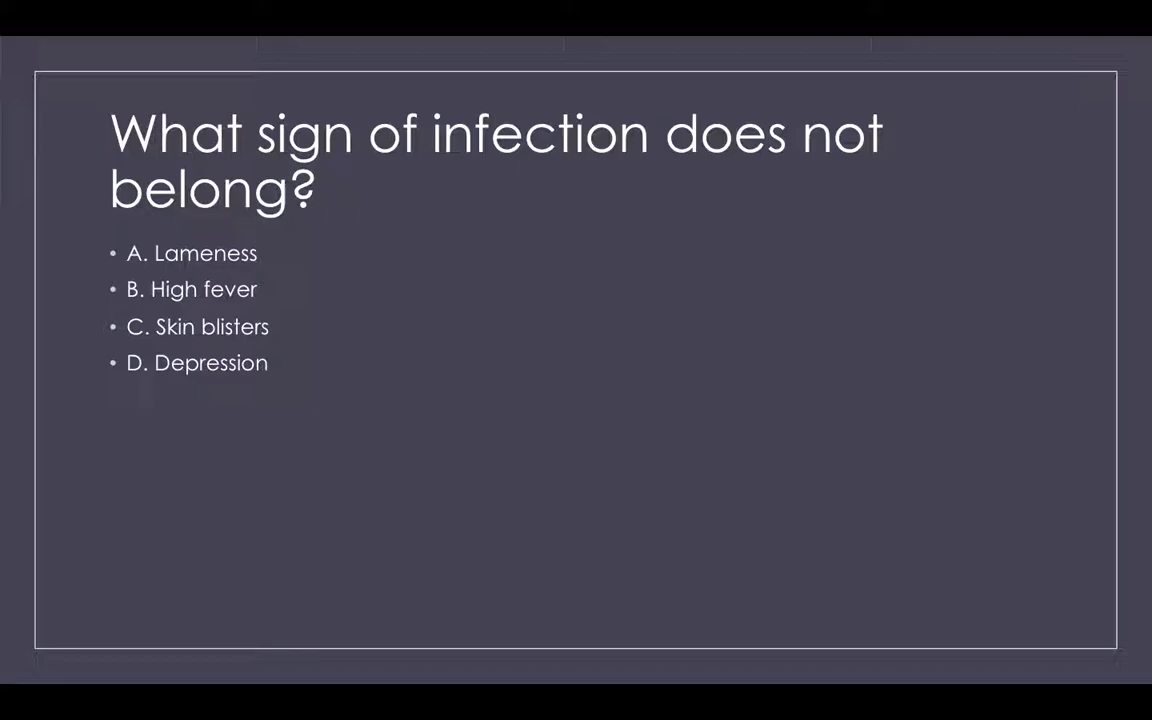 What sign of infection does not
belong?
• A. Lameness
• B. High fever
• C. Skin blisters
• D. Depression